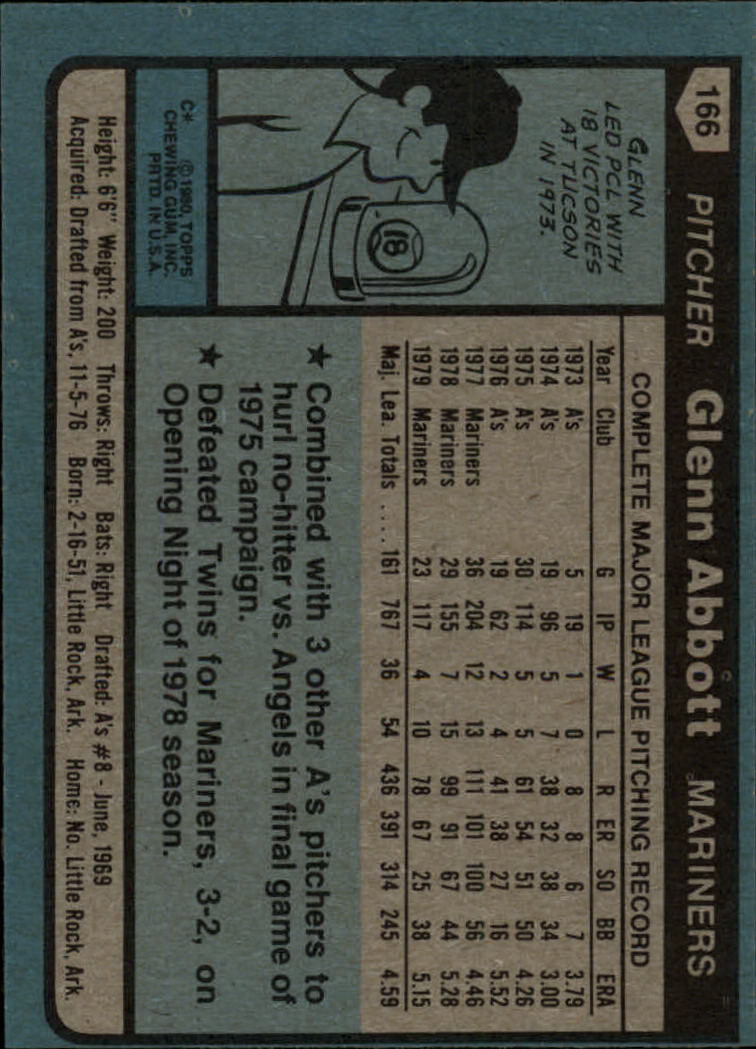 166 PITCHER Glenn Abbott MARINERS
GLENN
LED PCL WITH
18 VICTORIES
AT TUCSON
IN 1973.
18
C* ©1980, TOPPS
CHEWING GUM, INC.
PRTD. IN U.S.A.
COMPLETE MAJOR LEAGUE PITCHING RECORD
Year Club G IP W L R ER SO BB ERA
1973 A's 5 19 1 0 8 8 6 7 3.79
1974 A's 19 96 5 7 38 32 38 34 3.00
1975 A's 30 114 5 5 61 54 51 50 4.26
1976 A's 19 62 2 4 41 38 27 16 5.52
1977 Mariners 36 204 12 13 111 101 100 56 4.46
1978 Mariners 29 155 7 15 99 91 67 44 5.28
1979 Mariners 23 117 4 10 78 67 25 38 5.15
Maj. Lea. Totals .... 161 767 36 54 436 391 314 245 4.59
★ Combined with 3 other A's pitchers to
hurl no-hitter vs. Angels in final game of
1975 campaign.
★ Defeated Twins for Mariners, 3-2, on
Opening Night of 1978 season.
Height: 6'6" Weight: 200 Throws: Right Bats: Right Drafted: A's #8 - June, 1969
Acquired: Drafted from A's, 11-5-76 Born: 2-16-51, Little Rock, Ark. Home: No. Little Rock, Ark.